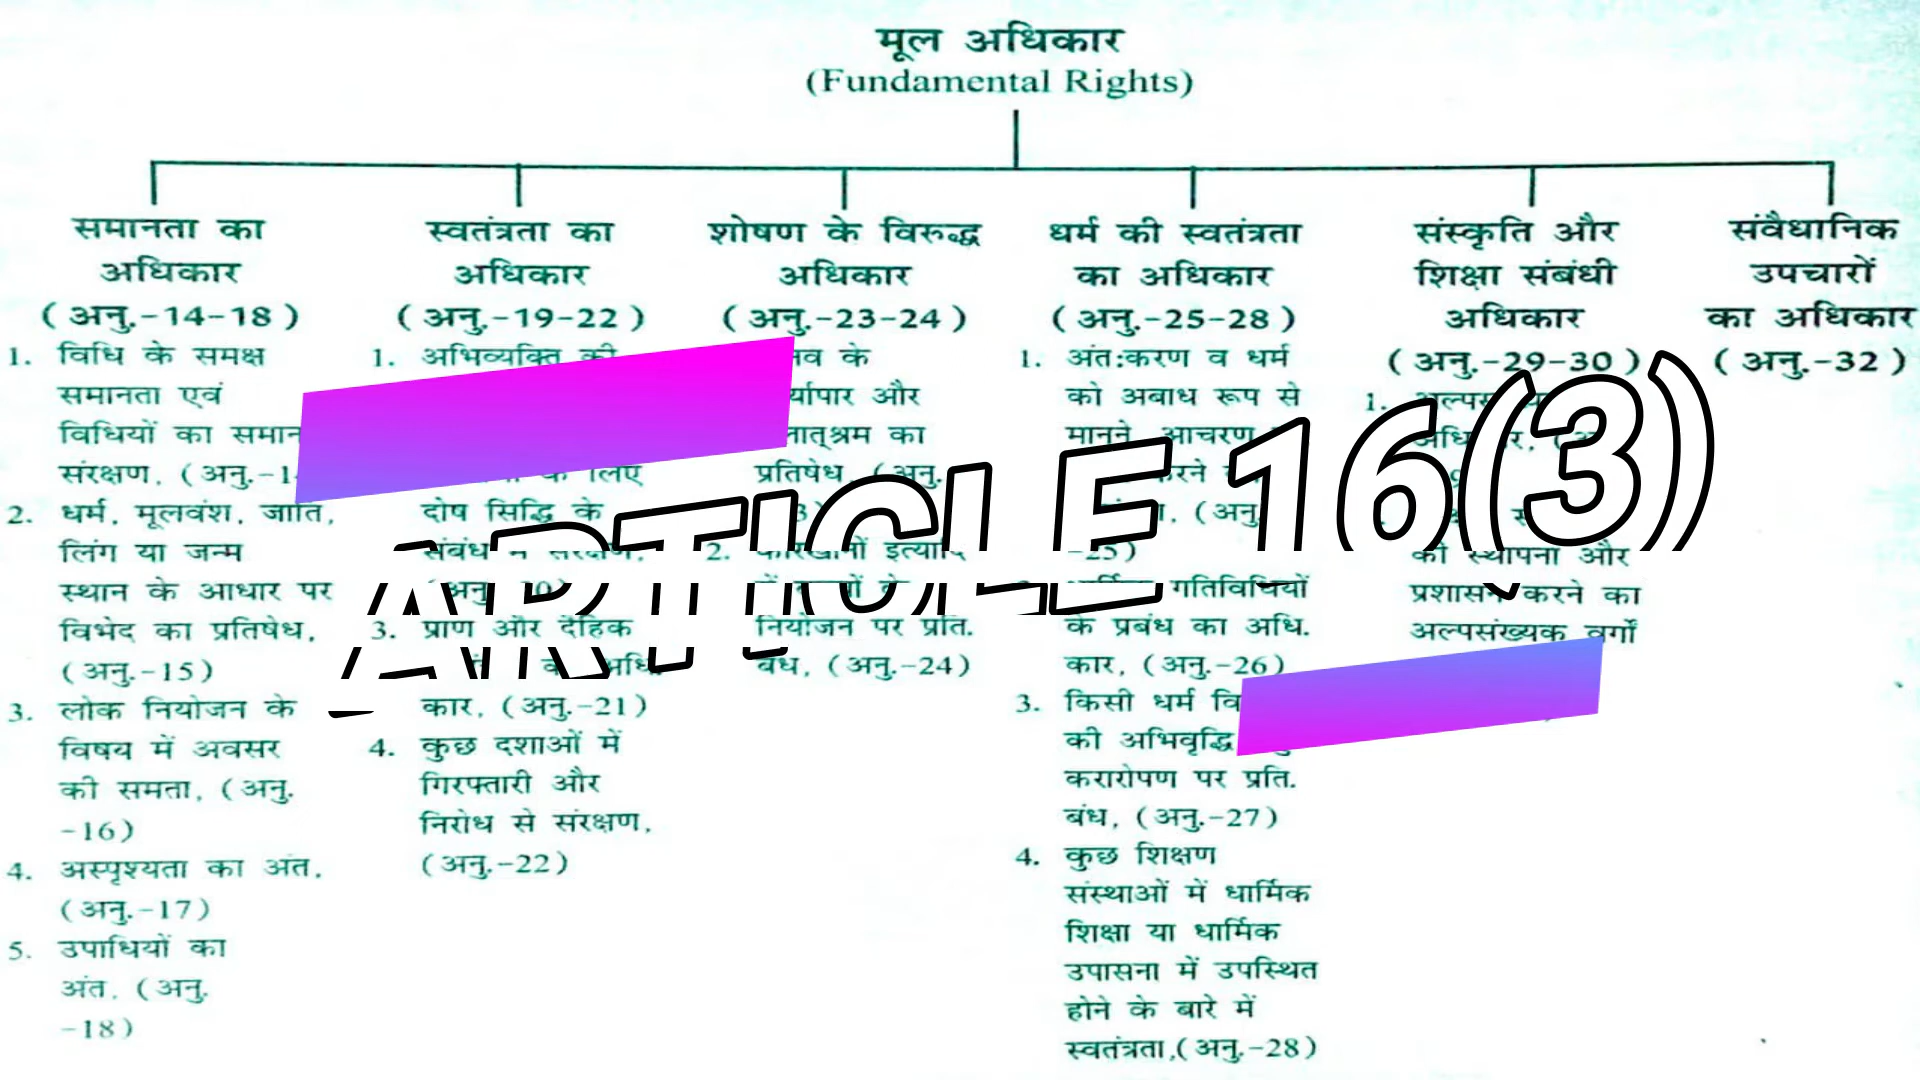 मूल अधिकार
(Fundamental Rights)
समानता का
अधिकार
(अनु.-14-18)
1. विधि के समक्ष
समानता एवं
विधियों का
संरक्षण,
2. धर्म, मूलवंश, जाति,
लिंग या जन्म
स्थान के आधार पर
विभेद का प्रतिषेध,
(अनु.-15)
3. लोक नियोजन के
विषय में अवसर
की समता, (अनु.
-16)
4. अस्पृश्यता का अंत,
(अनु.-17)
5. उपाधियों का
अंत, (अनु.
-18)
स्वतंत्रता का
अधिकार
(अनु.-19-22)
1. अभिव्यक्ति की
के लिए
दोष सिद्धि के
3. प्राण और दैहिक
कार, (अनु.-21)
4. कुछ दशाओं में
गिरफ्तारी और
निरोध से संरक्षण,
(अनु.-22)
शोषण के विरुद्ध
अधिकार
(अनु.-23-24)
के
और
का
प्रतिषेध, (अनु.
2.
नियोजन पर प्रति.
बंध, (अनु.-24)
धर्म की स्वतंत्रता
का अधिकार
(अनु.-25-28)
1. अंत:करण व धर्म
को अबाध रूप से
मानने, आचरण
-25)
गतिविधियों
के प्रबंध का अधि.
कार, (अनु.-26)
3. किसी धर्म
की अभिवृद्धि
करारोपण पर प्रति.
बंध, (अनु.-27)
4. कुछ शिक्षण
संस्थाओं में धार्मिक
शिक्षा या धार्मिक
उपासना में उपस्थित
होने के बारे में
स्वतंत्रता,(अनु.-28)
संस्कृति और
शिक्षा संबंधी
अधिकार
(अनु.-29-30)
1.
की स्थापना और
प्रशासन करने का
अल्पसंख्यक वर्गों
संवैधानिक
उपचारों
का अधिकार
(अनु.-32)
ARTICLE 16(3)